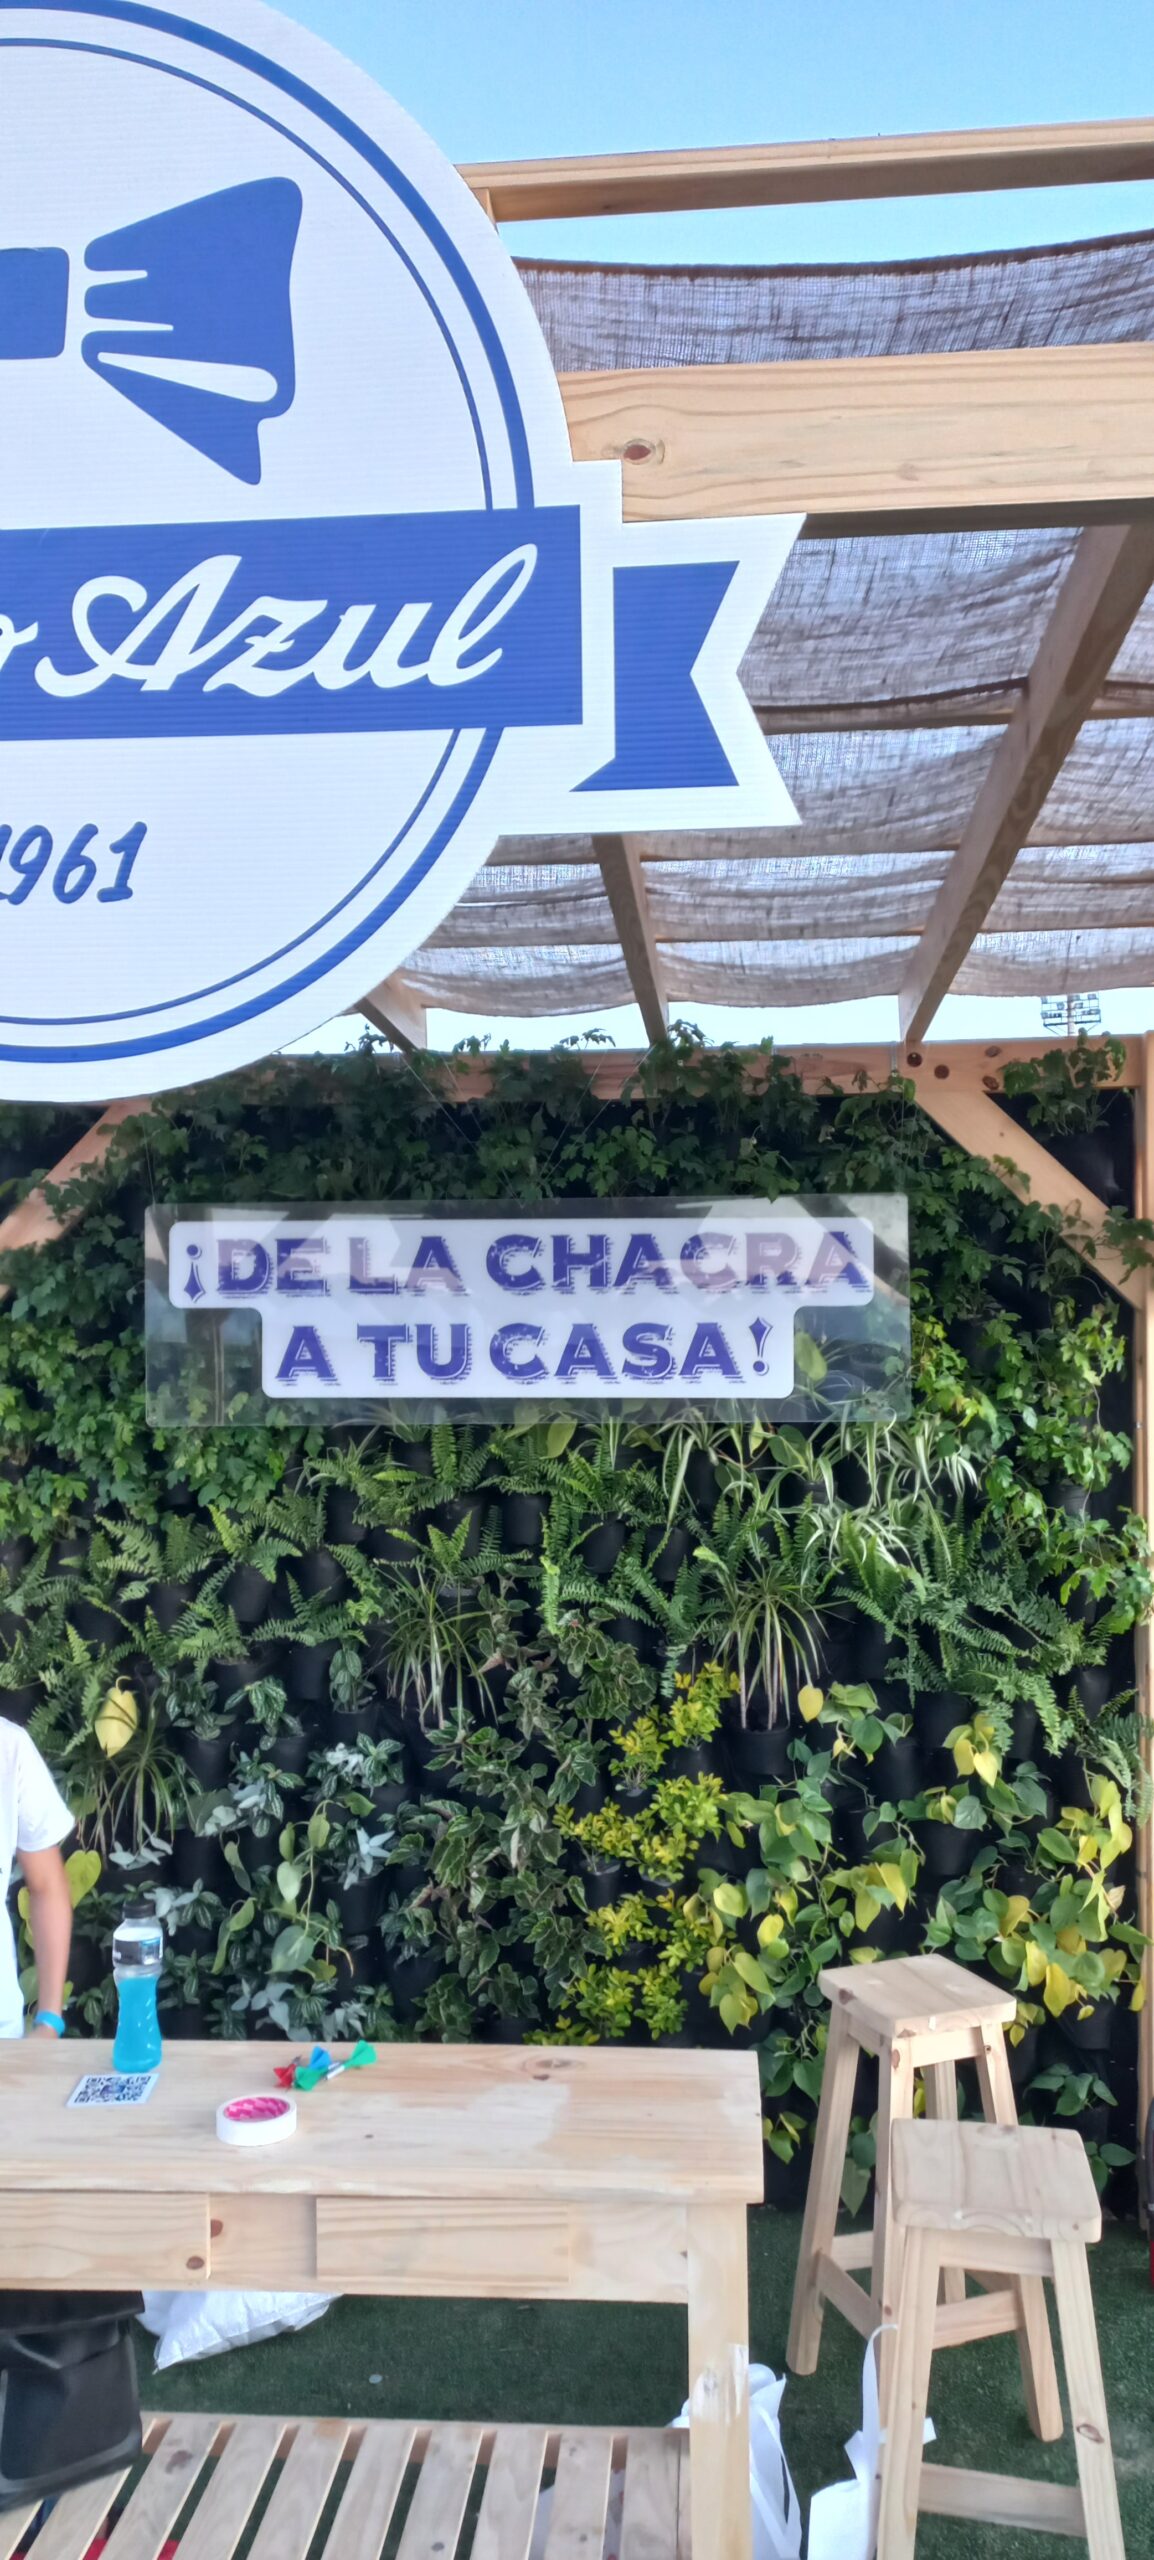 Azul
1961
¡DE LA CHACRA
A TU CASA!